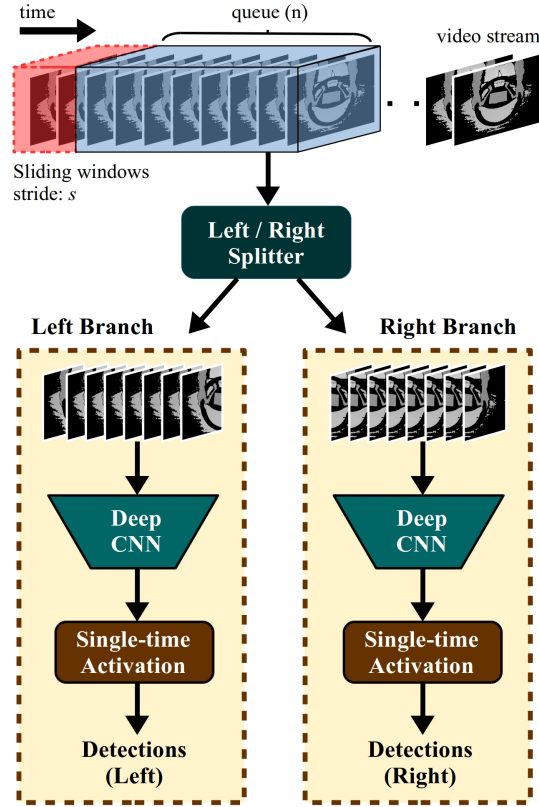 time
queue (n)
video stream
Sliding windows
stride: s
Left / Right
Splitter
Left Branch
Right Branch
Deep
CNN
Deep
CNN
Single-time
Activation
Single-time
Activation
Detections
(Left)
Detections
(Right)